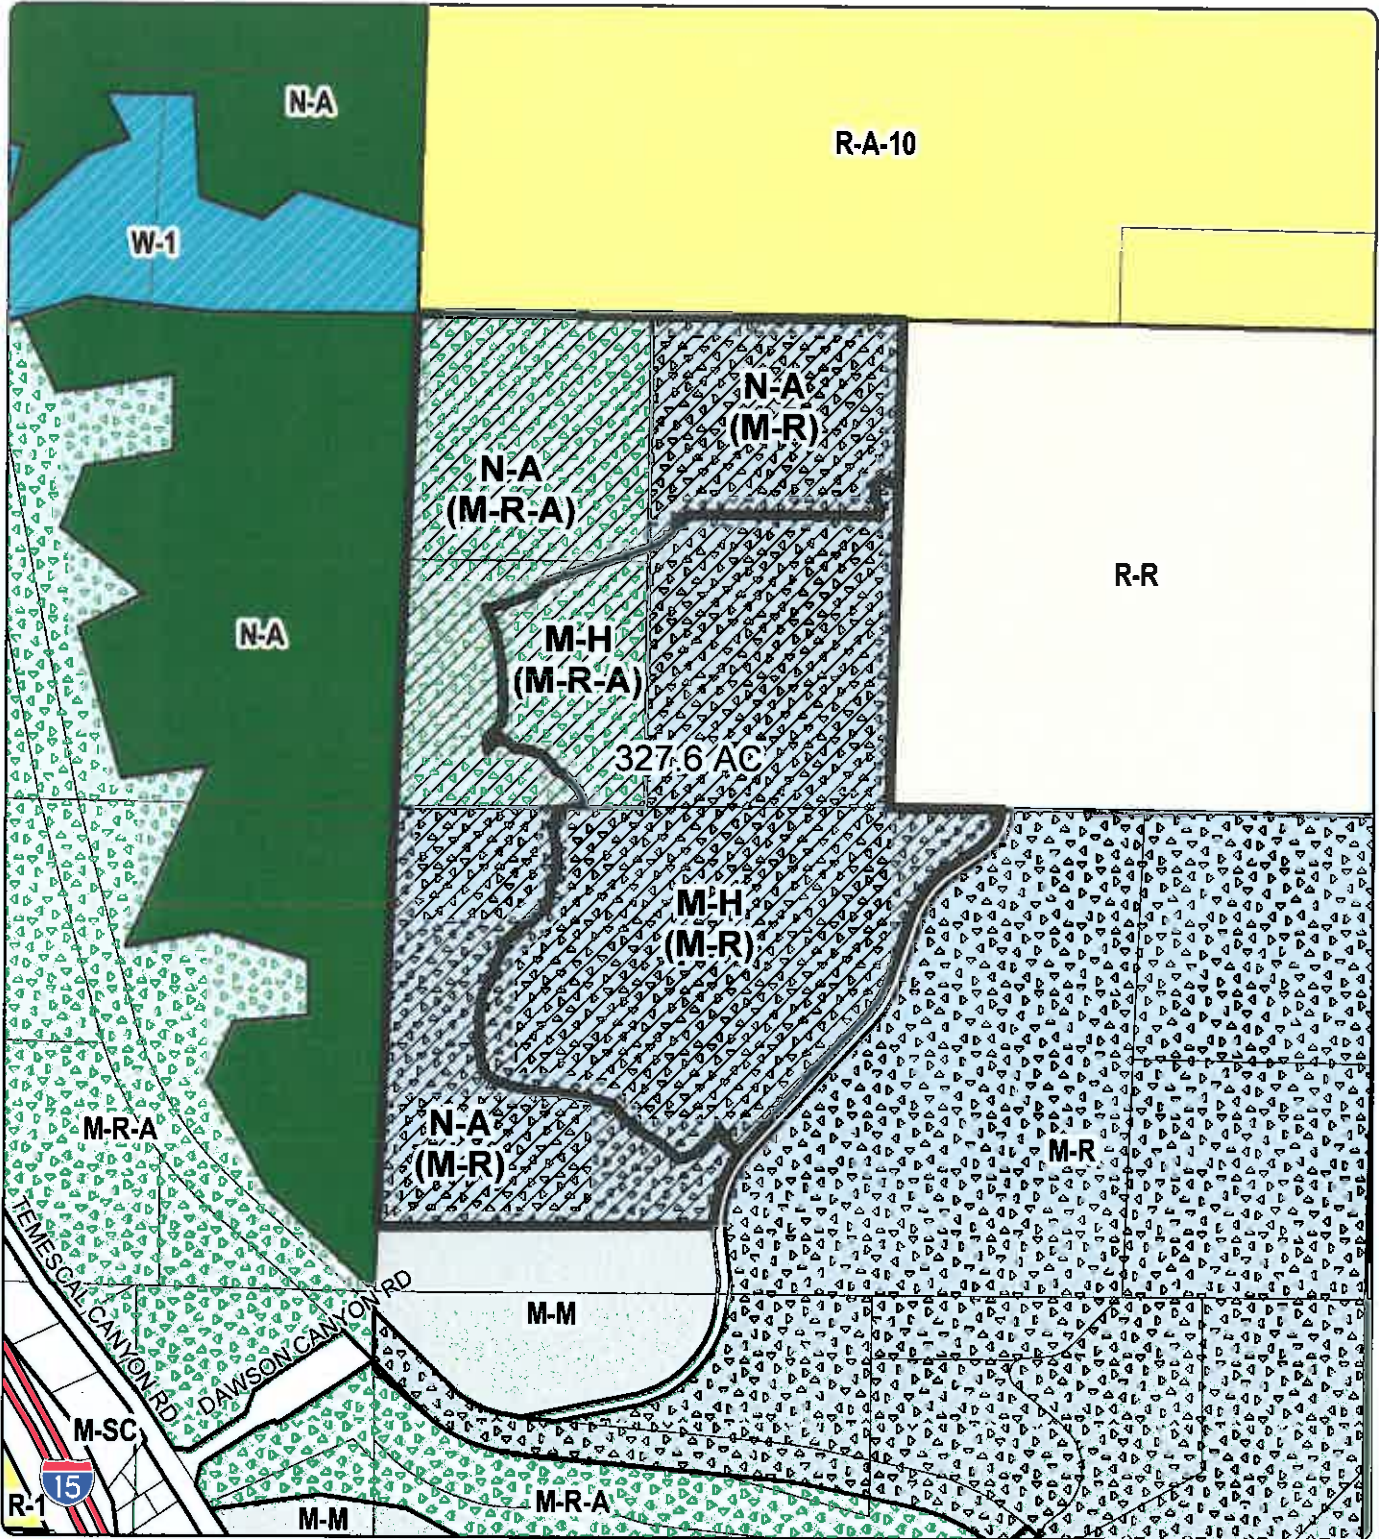 N-A
R-A-10
W-1
N-A
(M-R)
N-A
(M-R-A)
R-R
N-A
M-H
(M-R-A)
327.6 AC
M-H
(M-R)
M-R-A
N-A
(M-R)
M-R
TEMESCAL CANYON RD
DAWSON CANYON RD
M-M
M-SC
15
R-1
M-M
M-R-A